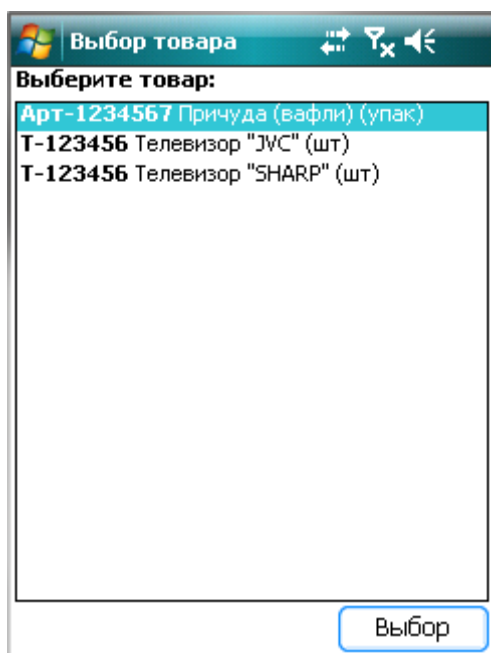 Выбор товара
Выберите товар:
Арт-1234567 Причуда (вафли) (упак)
Т-123456 Телевизор "JVC" (шт)
Т-123456 Телевизор "SHARP" (шт)
Выбор